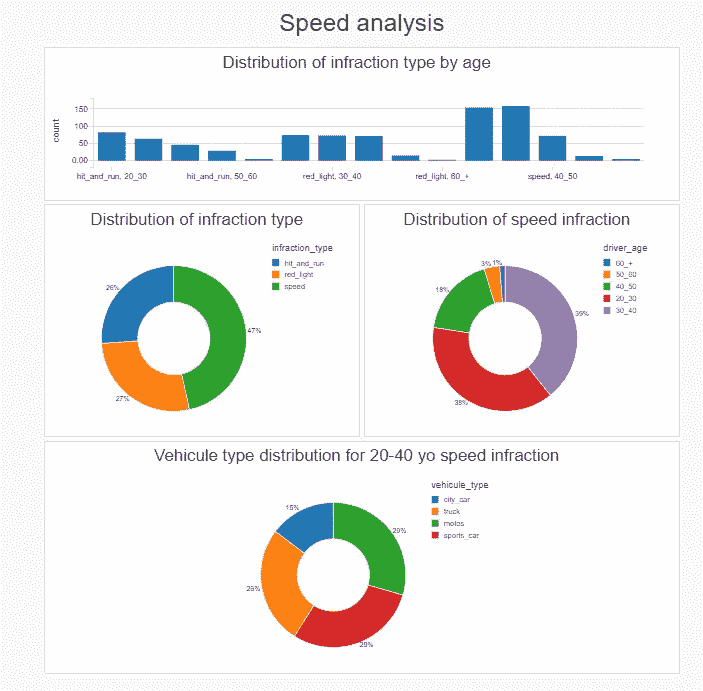 Speed analysis
Distribution of infraction type by age
count
150
100
50
0.00
hit_and_run, 20_30
hit_and_run, 50_60
red_light, 30_40
red_light, 60_+
speed, 40_50
Distribution of infraction type
infraction_type
hit_and_run
red_light
speed
26%
47%
27%
Distribution of speed infraction
driver_age
60_+
50_60
40_50
20_30
30_40
3%
1%
18%
39%
38%
Vehicule type distribution for 20-40 yo speed infraction
vehicule_type
city_car
truck
motos
sports_car
15%
29%
26%
29%